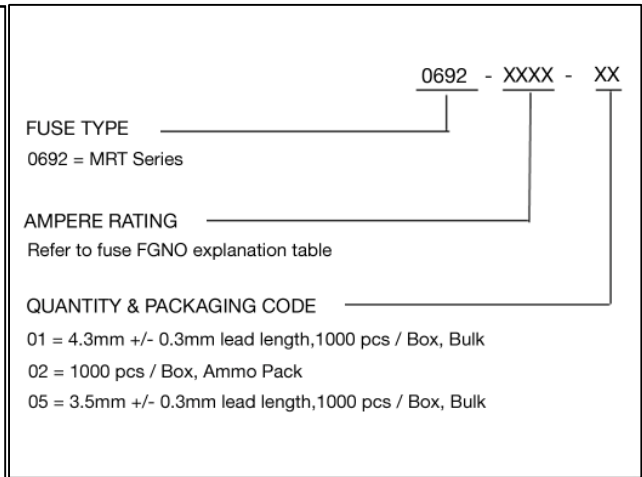 0692 - XXXX - XX
FUSE TYPE
0692 = MRT Series
AMPERE RATING
Refer to fuse FGNO explanation table
QUANTITY & PACKAGING CODE
01 = 4.3mm +/- 0.3mm lead length,1000 pcs / Box, Bulk
02 = 1000 pcs / Box, Ammo Pack
05 = 3.5mm +/- 0.3mm lead length,1000 pcs / Box, Bulk